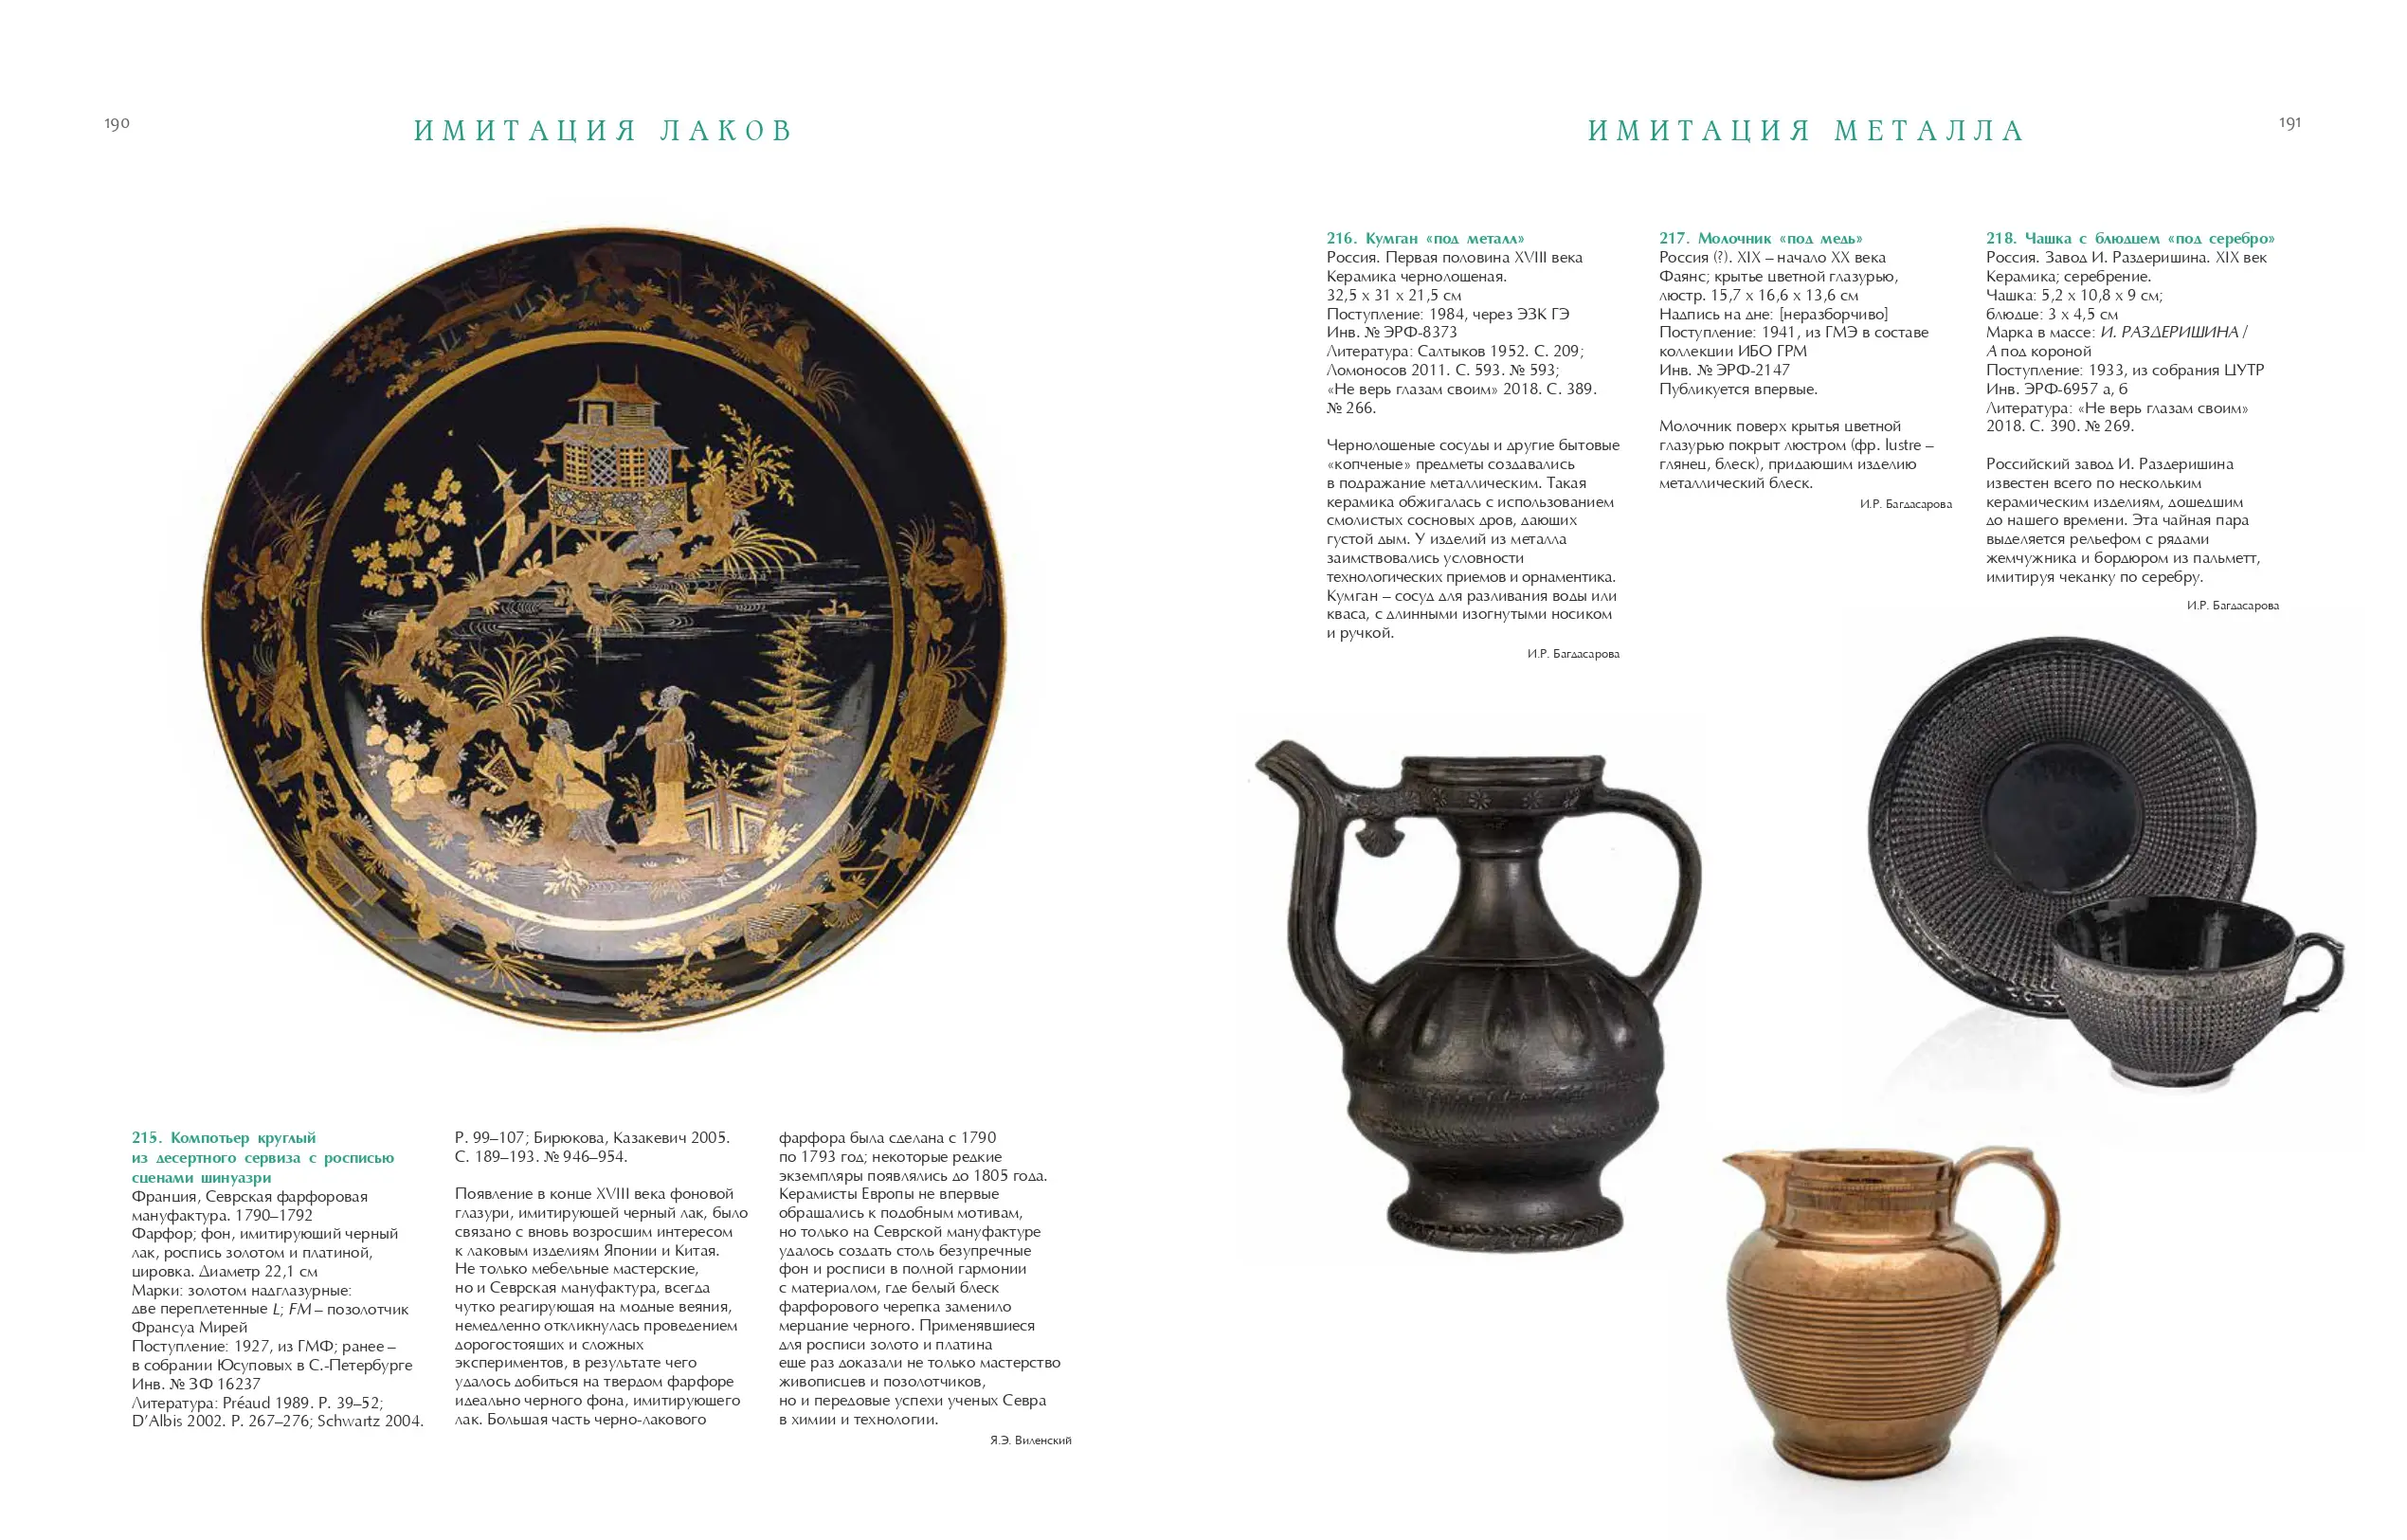 190
ИМИТАЦИЯ ЛАКОВ
215. Компотьер круглый
из десертного сервиза с росписью
сценами шинуазри
Франция, Севрская фарфоровая
мануфактура. 1790–1792
Фарфор; фон, имитирующий черный
лак, роспись золотом и платиной,
цировка. Диаметр 22,1 см
Марки: золотом надглазурные:
две переплетенные L; FM – позолотчик
Франсуа Мирей
Поступление: 1927, из ГМФ; ранее –
в собрании Юсуповых в С.-Петербурге
Инв. № ЗФ 16237
Литература: Préaud 1989. P. 39–52;
D’Albis 2002. P. 267–276; Schwartz 2004.
P. 99–107; Бирюкова, Казакевич 2005.
С. 189–193. № 946–954.
Появление в конце XVIII века фоновой
глазури, имитирующей черный лак, было
связано с вновь возросшим интересом
к лаковым изделиям Японии и Китая.
Не только мебельные мастерские,
но и Севрская мануфактура, всегда
чутко реагирующая на модные веяния,
немедленно откликнулась проведением
дорогостоящих и сложных
экспериментов, в результате чего
удалось добиться на твердом фарфоре
идеально черного фона, имитирующего
лак. Большая часть черно-лакового
фарфора была сделана с 1790
по 1793 год; некоторые редкие
экземпляры появлялись до 1805 года.
Керамисты Европы не впервые
обращались к подобным мотивам,
но только на Севрской мануфактуре
удалось создать столь безупречные
фон и росписи в полной гармонии
с материалом, где белый блеск
фарфорового черепка заменило
мерцание черного. Применявшиеся
для росписи золото и платина
еще раз доказали не только мастерство
живописцев и позолотчиков,
но и передовые успехи ученых Севра
в химии и технологии.
Я.Э. Виленский
ИМИТАЦИЯ МЕТАЛЛА
191
216. Кумган «под металл»
Россия. Первая половина XVIII века
Керамика чернолощеная.
32,5 х 31 х 21,5 см
Поступление: 1984, через ЭЗК ГЭ
Инв. № ЭРФ-8373
Литература: Салтыков 1952. С. 209;
Ломоносов 2011. С. 593. № 593;
«Не верь глазам своим» 2018. С. 389.
№ 266.
Чернолощеные сосуды и другие бытовые
«копченые» предметы создавались
в подражание металлическим. Такая
керамика обжигалась с использованием
смолистых сосновых дров, дающих
густой дым. У изделий из металла
заимствовались условности
технологических приемов и орнаментика.
Кумган – сосуд для разливания воды или
кваса, с длинными изогнутыми носиком
и ручкой.
И.Р. Багдасарова
217. Молочник «под медь»
Россия (?). XIX – начало XX века
Фаянс; крытье цветной глазурью,
люстр. 15,7 х 16,6 х 13,6 см
Надпись на дне: [неразборчиво]
Поступление: 1941, из ГМЭ в составе
коллекции ИБО ГРМ
Инв. № ЭРФ-2147
Публикуется впервые.
Молочник поверх крытья цветной
глазурью покрыт люстром (фр. lustre –
глянец, блеск), придающим изделию
металлический блеск.
И.Р. Багдасарова
218. Чашка с блюдцем «под серебро»
Россия. Завод И. Раздеришина. XIX век
Керамика; серебрение.
Чашка: 5,2 х 10,8 х 9 см;
блюдце: 3 х 4,5 см
Марка в массе: И. РАЗДЕРИШИНА /
А под короной
Поступление: 1933, из собрания ЦУТР
Инв. ЭРФ-6957 а, б
Литература: «Не верь глазам своим»
2018. С. 390. № 269.
Российский завод И. Раздеришина
известен всего по нескольким
керамическим изделиям, дошедшим
до нашего времени. Эта чайная пара
выделяется рельефом с рядами
жемчужника и бордюром из пальметт,
имитируя чеканку по серебру.
И.Р. Багдасарова